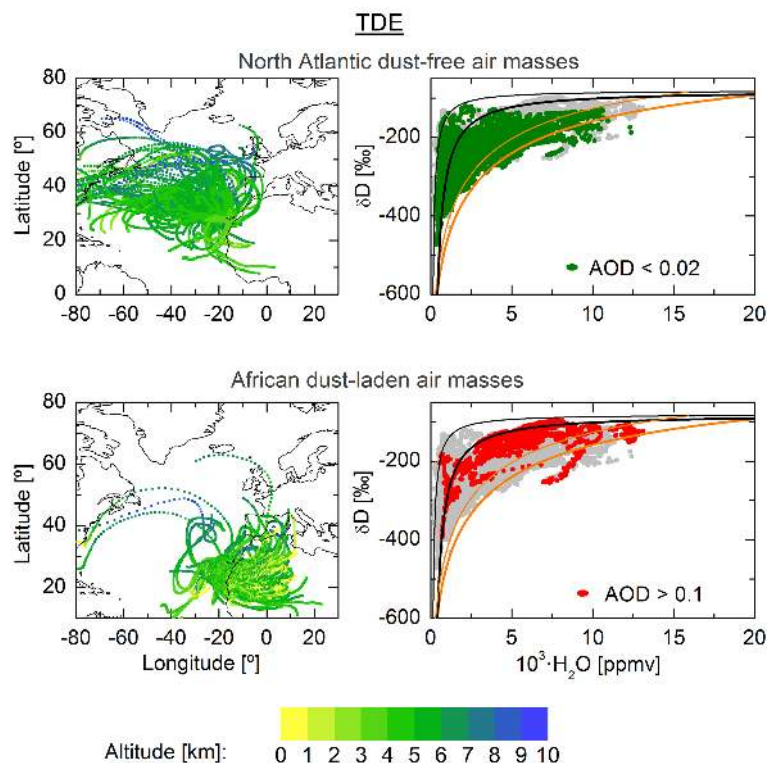 TDE
North Atlantic dust-free air masses
80
60
40
20
0
Latitude [º]
-80 -60 -40 -20 0 20
-200
-400
-600
δD [‰]
AOD < 0.02
0 5 10 15 20
African dust-laden air masses
80
60
40
20
Latitude [º]
-80 -60 -40 -20 0 20
Longitude [º]
-200
-400
-600
δD [‰]
AOD > 0.1
0 5 10 15 20
10³·H₂O [ppmv]
Altitude [km]: 0 1 2 3 4 5 6 7 8 9 10